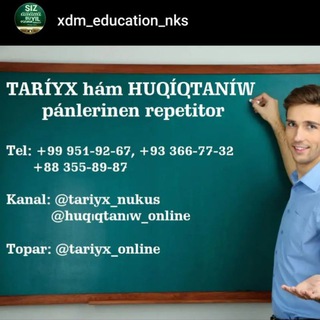 SIZ
xdm_education_nks
TARÍYX hám HUQÍQTANÍW
pánlerinen repetitor
Tel: +99 951-92-67, +93 366-77-32
+88 355-89-87
Kanal: @tariyx_nukus
@huqıqtanıw_online
Topar: @tariyx_online